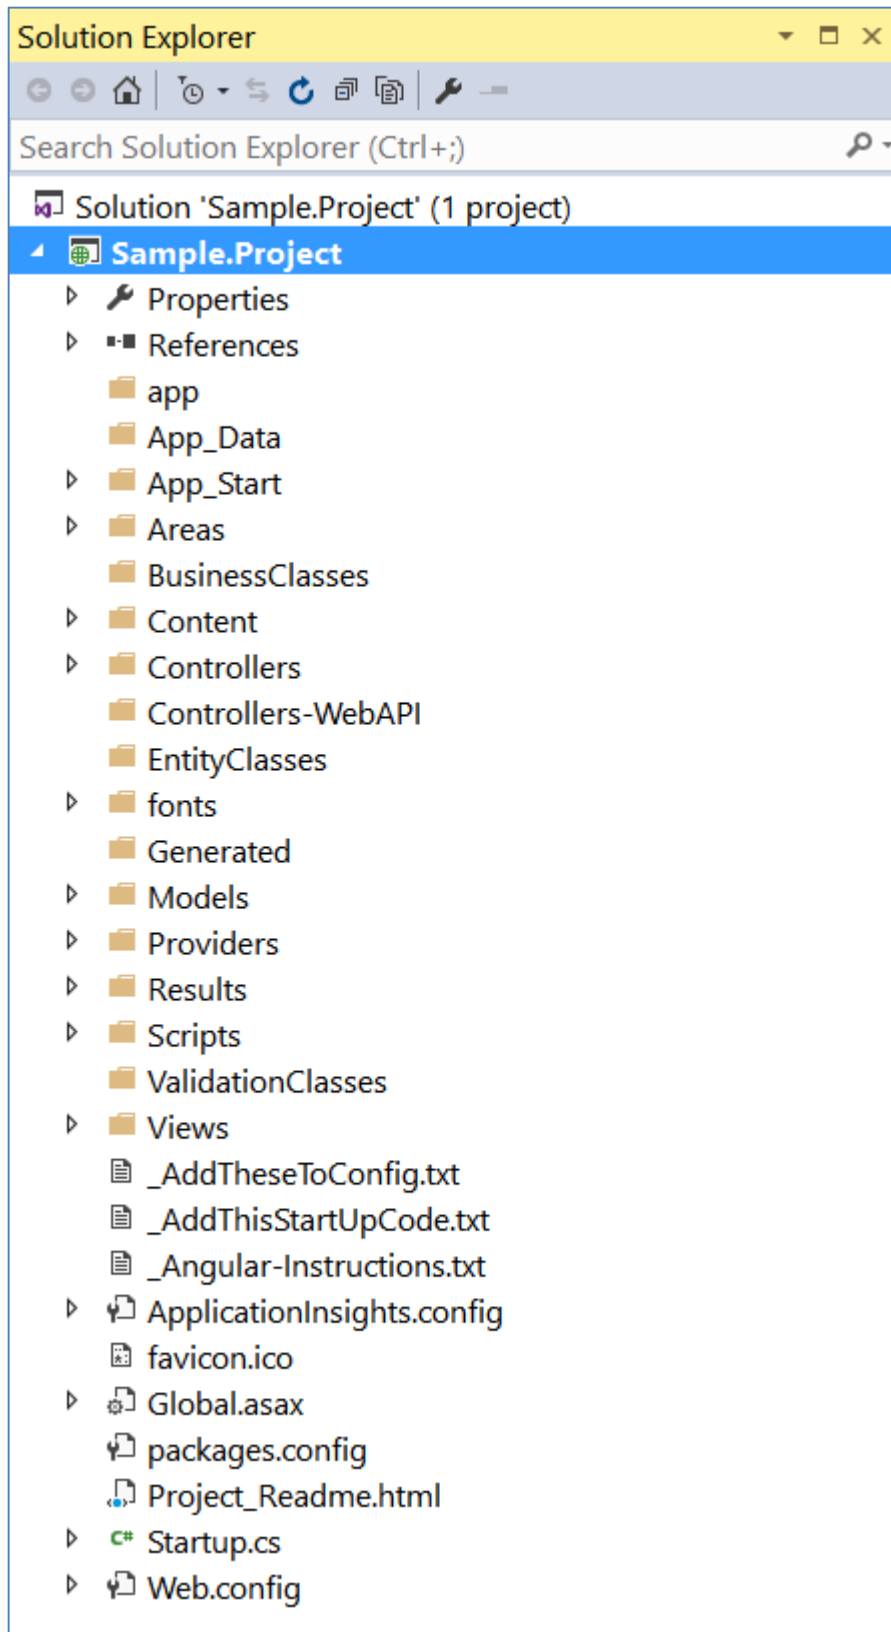 Solution Explorer
Search Solution Explorer (Ctrl+;)
Solution 'Sample.Project' (1 project)
Sample.Project
Properties
References
app
App_Data
App_Start
Areas
BusinessClasses
Content
Controllers
Controllers-WebAPI
EntityClasses
fonts
Generated
Models
Providers
Results
Scripts
ValidationClasses
Views
_AddTheseToConfig.txt
_AddThisStartUpCode.txt
_Angular-Instructions.txt
ApplicationInsights.config
favicon.ico
Global.asax
packages.config
Project_Readme.html
C# Startup.cs
Web.config